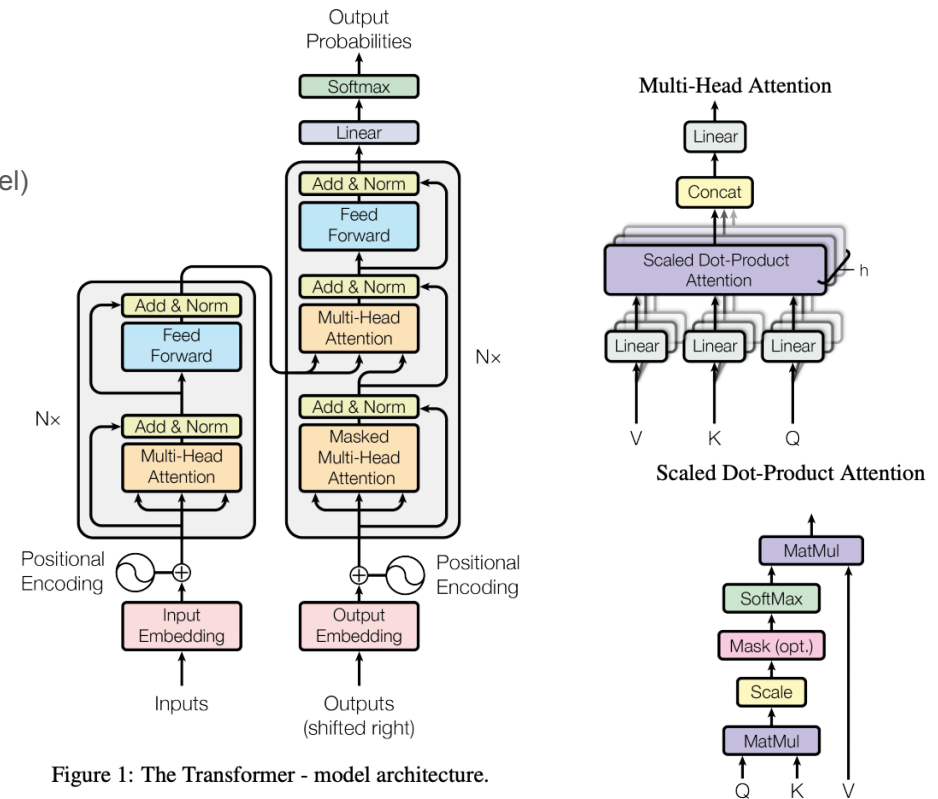 Output
Probabilities
Softmax
Linear
Add & Norm
Feed
Forward
Add & Norm
Multi-Head
Attention
Nx
Add & Norm
Masked
Multi-Head
Attention
Positional
Encoding
Output
Embedding
Outputs
(shifted right)
el)
Add & Norm
Feed
Forward
Nx
Add & Norm
Multi-Head
Attention
Positional
Encoding
Input
Embedding
Inputs
Figure 1: The Transformer - model architecture.
Multi-Head Attention
Linear
Concat
Scaled Dot-Product
Attention
h
Linear
Linear
Linear
V
K
Q
Scaled Dot-Product Attention
MatMul
SoftMax
Mask (opt.)
Scale
MatMul
Q
K
V